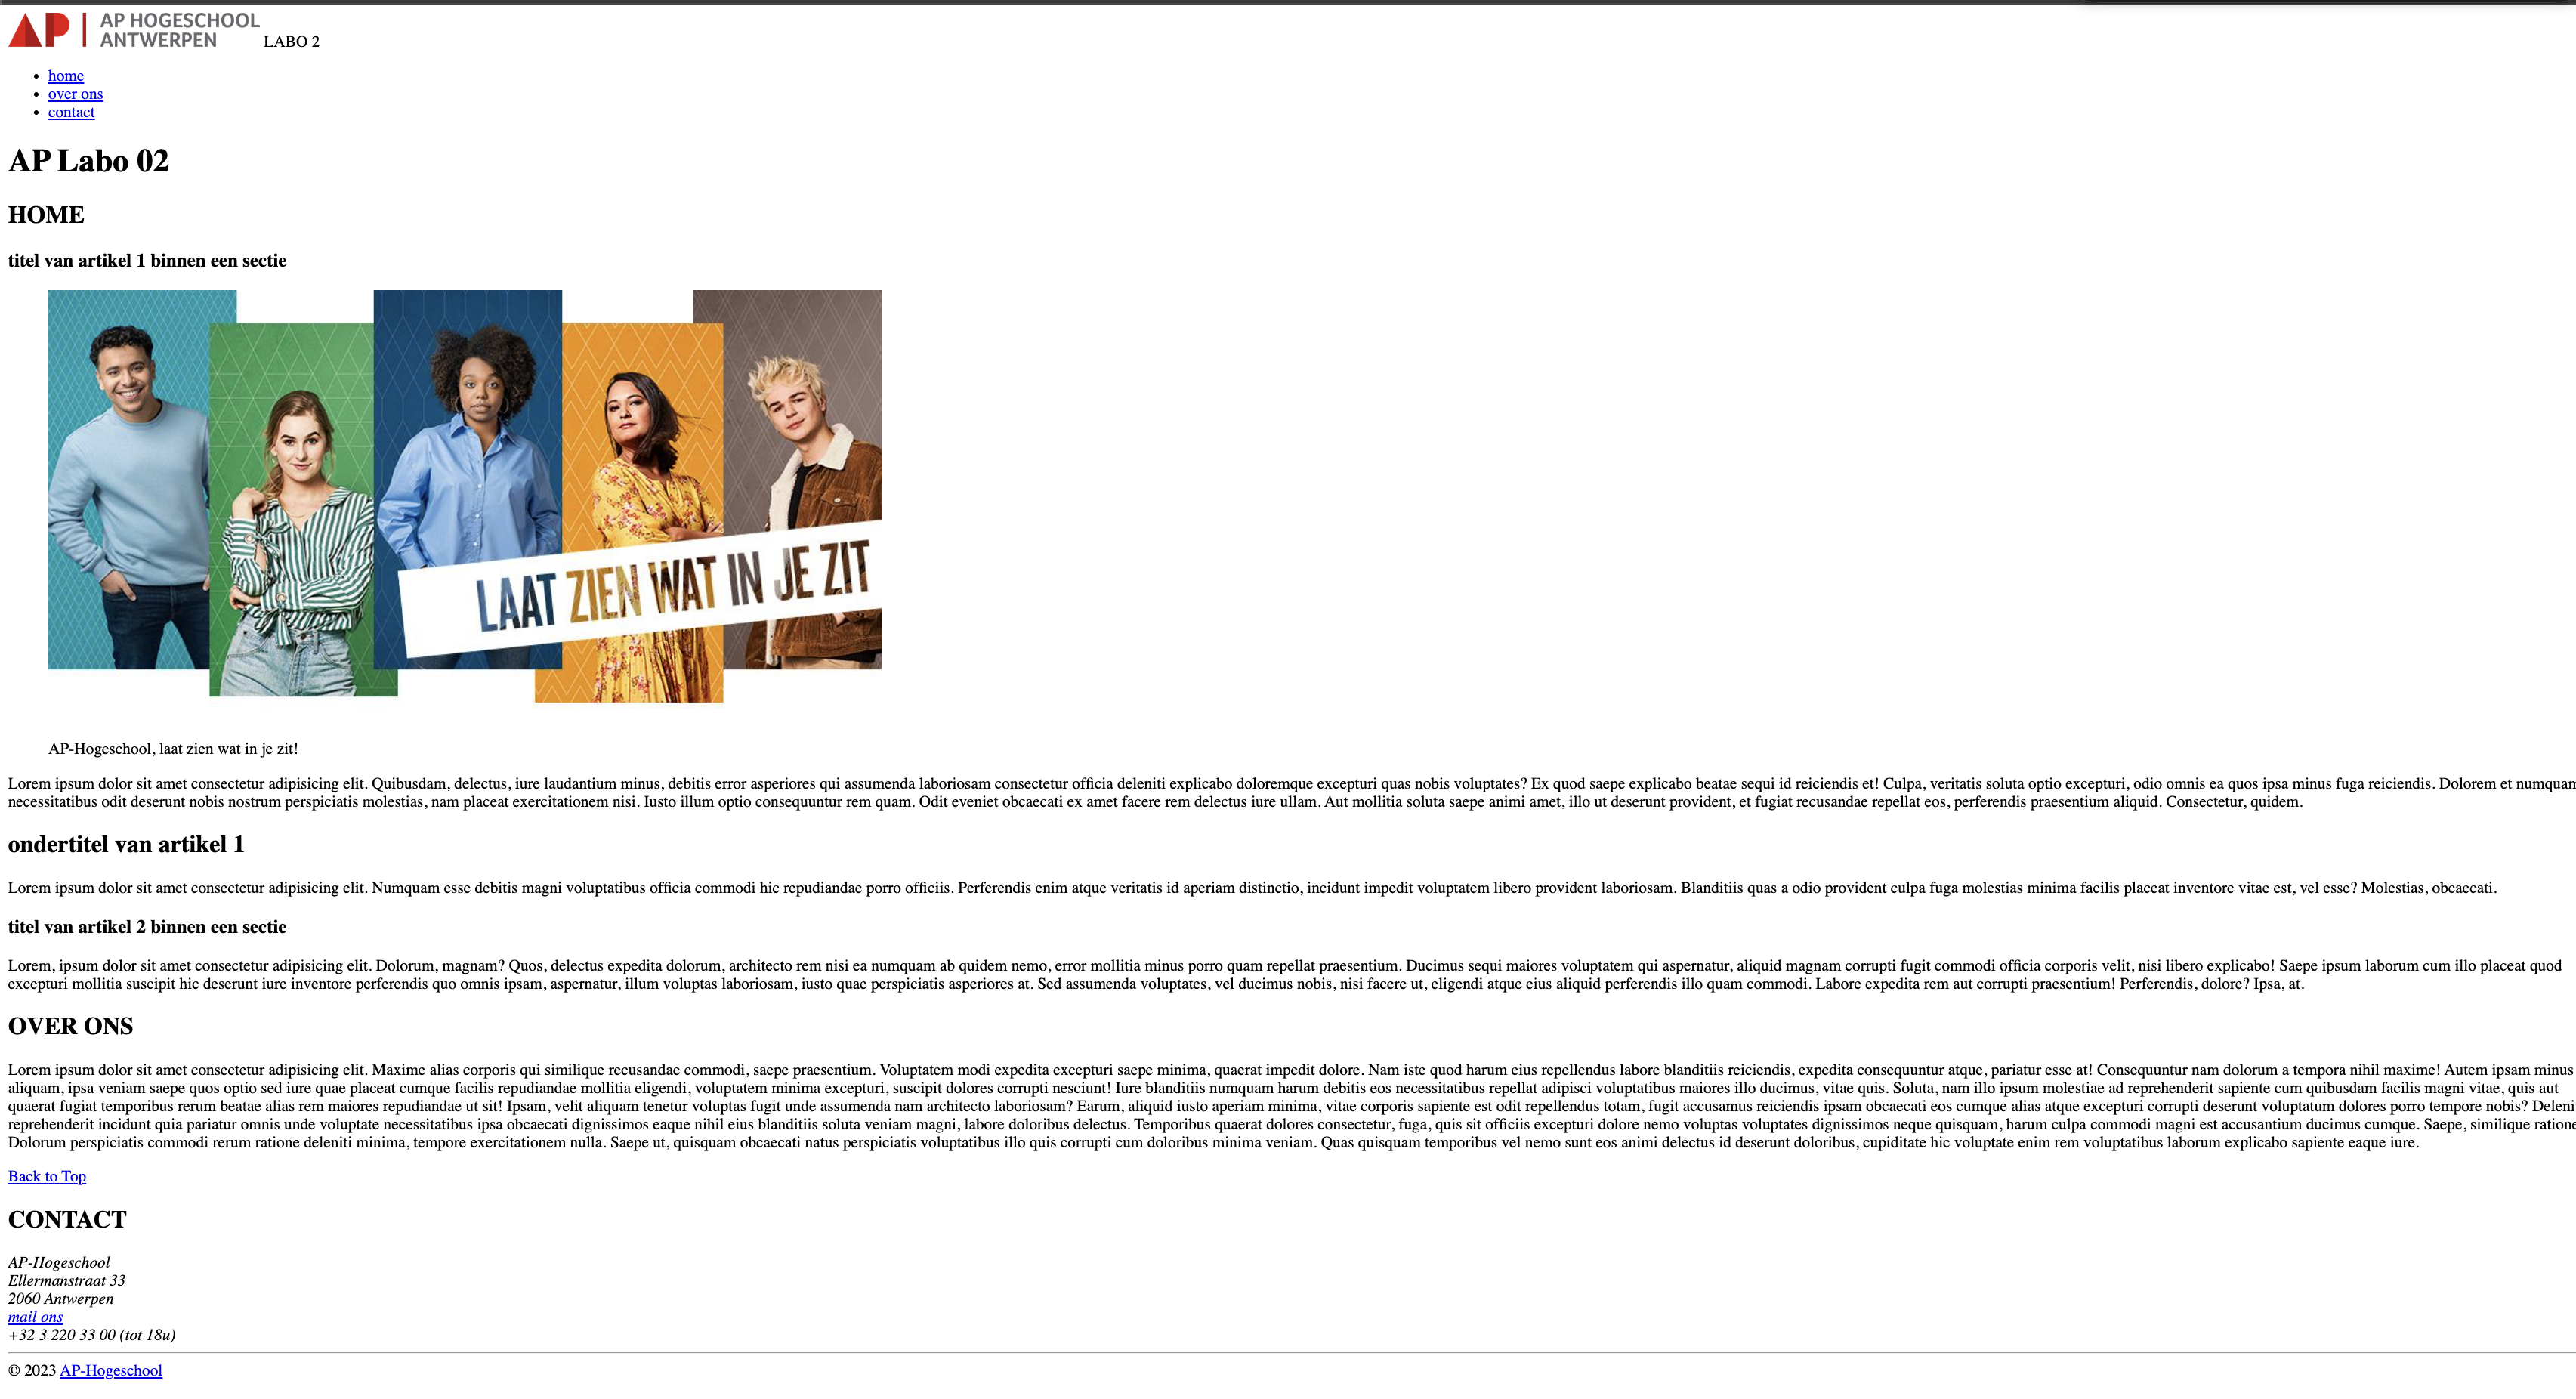 AP HOGESCHOOL
ANTWERPEN LABO 2
home
over ons
contact
AP Labo 02
HOME
titel van artikel 1 binnen een sectie
LAAT ZIEN WAT IN JE ZIT
AP-Hogeschool, laat zien wat in je zit!
Lorem ipsum dolor sit amet consectetur adipisicing elit. Quibusdam, delectus, iure laudantium minus, debitis error asperiores qui assumenda laboriosam consectetur officia deleniti explicabo doloremque excepturi quas nobis voluptates? Ex quod saepe explicabo beatae sequi id reiciendis et! Culpa, veritatis soluta optio excepturi, odio omnis ea quos ipsa minus fuga reiciendis. Dolorem et numquam
necessitatibus odit deserunt nobis nostrum perspiciatis molestias, nam placeat exercitationem nisi. Iusto illum optio consequuntur rem quam. Odit eveniet obcaecati ex amet facere rem delectus iure ullam. Aut mollitia soluta saepe animi amet, illo ut deserunt provident, et fugiat recusandae repellat eos, perferendis praesentium aliquid. Consectetur, quidem.
ondertitel van artikel 1
Lorem ipsum dolor sit amet consectetur adipisicing elit. Numquam esse debitis magni voluptatibus officia commodi hic repudiandae porro officiis. Perferendis enim atque veritatis id aperiam distinctio, incidunt impedit voluptatem libero provident laboriosam. Blanditiis quas a odio provident culpa fuga molestias minima facilis placeat inventore vitae est, vel esse? Molestias, obcaecati.
titel van artikel 2 binnen een sectie
Lorem, ipsum dolor sit amet consectetur adipisicing elit. Dolorum, magnam? Quos, delectus expedita dolorum, architecto rem nisi ea numquam ab quidem nemo, error mollitia minus porro quam repellat praesentium. Ducimus sequi maiores voluptatem qui aspernatur, aliquid magnam corrupti fugit commodi officia corporis velit, nisi libero explicabo! Saepe ipsum laborum cum illo placeat quod
excepturi mollitia suscipit hic deserunt iure inventore perferendis quo omnis ipsam, aspernatur, illum voluptas laboriosam, iusto quae perspiciatis asperiores at. Sed assumenda voluptates, vel ducimus nobis, nisi facere ut, eligendi atque eius aliquid perferendis illo quam commodi. Labore expedita rem aut corrupti praesentium! Perferendis, dolore? Ipsa, at.
OVER ONS
Lorem ipsum dolor sit amet consectetur adipisicing elit. Maxime alias corporis qui similique recusandae commodi, saepe praesentium. Voluptatem modi expedita excepturi saepe minima, quaerat impedit dolore. Nam iste quod harum eius repellendus labore blanditiis reiciendis, expedita consequuntur atque, pariatur esse at! Consequuntur nam dolorum a tempora nihil maxime! Autem ipsam minus
aliquam, ipsa veniam saepe quos optio sed iure quae placeat cumque facilis repudiandae mollitia eligendi, voluptatem minima excepturi, suscipit dolores corrupti nesciunt! Iure blanditiis numquam harum debitis eos necessitatibus repellat adipisci voluptatibus maiores illo ducimus, vitae quis. Soluta, nam illo ipsum molestiae ad reprehenderit sapiente cum quibusdam facilis magni vitae, quis aut
quaerat fugiat temporibus rerum beatae alias rem maiores repudiandae ut sit! Ipsam, velit aliquam tenetur voluptas fugit unde assumenda nam architecto laboriosam? Earum, aliquid iusto aperiam minima, vitae corporis sapiente est odit repellendus totam, fugit accusamus reiciendis ipsam obcaecati eos cumque alias atque excepturi corrupti deserunt voluptatum dolores porro tempore nobis? Delenit
reprehenderit incidunt quia pariatur omnis unde voluptate necessitatibus ipsa obcaecati dignissimos eaque nihil eius blanditiis soluta veniam magni, labore doloribus delectus. Temporibus quaerat dolores consectetur, fuga, quis sit officiis excepturi dolore nemo voluptas voluptates dignissimos neque quisquam, harum culpa commodi magni est accusantium ducimus cumque. Saepe, similique ratione
Dolorum perspiciatis commodi rerum ratione deleniti minima, tempore exercitationem nulla. Saepe ut, quisquam obcaecati natus perspiciatis voluptatibus illo quis corrupti cum doloribus minima veniam. Quas quisquam temporibus vel nemo sunt eos animi delectus id deserunt doloribus, cupiditate hic voluptate enim rem voluptatibus laborum explicabo sapiente eaque iure.
Back to Top
CONTACT
AP-Hogeschool
Ellermanstraat 33
2060 Antwerpen
mail ons
+32 3 220 33 00 (tot 18u)
© 2023 AP-Hogeschool